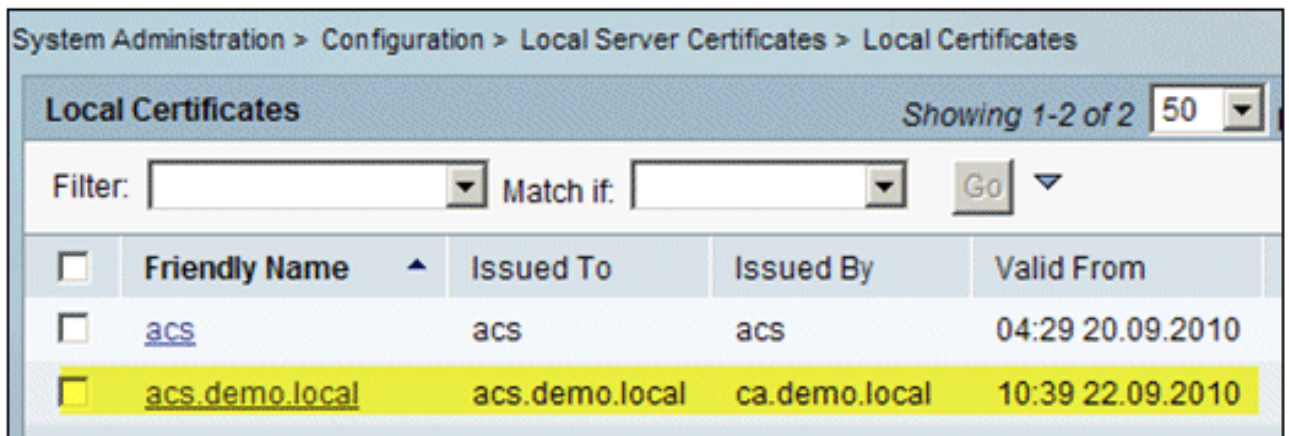 System Administration > Configuration > Local Server Certificates > Local Certificates
Local Certificates Showing 1-2 of 2 50
Filter: Match if: Go
Friendly Name Issued To Issued By Valid From
acs acs acs 04:29 20.09.2010
acs.demo.local acs.demo.local ca.demo.local 10:39 22.09.2010